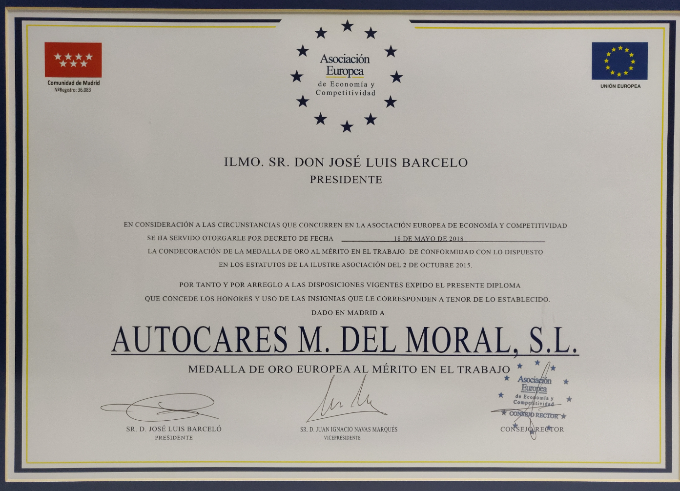 Asociación
Europea
de Economía y
Competitividad
Comunidad de Madrid
NºRegistro: 36.083
UNIÓN EUROPEA
ILMO. SR. DON JOSÉ LUIS BARCELO
PRESIDENTE
EN CONSIDERACIÓN A LAS CIRCUNSTANCIAS QUE CONCURREN EN LA ASOCIACIÓN EUROPEA DE ECONOMÍA Y COMPETITIVIDAD
SE HA SERVIDO OTORGARLE POR DECRETO DE FECHA 16 DE MAYO DE 2018
LA CONDECORACIÓN DE LA MEDALLA DE ORO AL MÉRITO EN EL TRABAJO DE CONFORMIDAD CON LO DISPUESTO
EN LOS ESTATUTOS DE LA ILUSTRE ASOCIACIÓN DEL 2 DE OCTUBRE 2015.
POR TANTO Y POR ARREGLO A LAS DISPOSICIONES VIGENTES EXPIDO EL PRESENTE DIPLOMA
QUE CONCEDE LOS HONORES Y USO DE LAS INSIGNIAS QUE LE CORRESPONDEN A TENOR DE LO ESTABLECIDO.
DADO EN MADRID A
AUTOCARES M. DEL MORAL, S.L.
MEDALLA DE ORO EUROPEA AL MÉRITO EN EL TRABAJO
Asociación
Europea
de Economía y
Competitividad
CONSEJO RECTOR
SR. D. JOSÉ LUIS BARCELÓ
PRESIDENTE
SR. D. JUAN IGNACIO NAVAS MARQUÉS
VICEPRESIDENTE
CONSEJO RECTOR